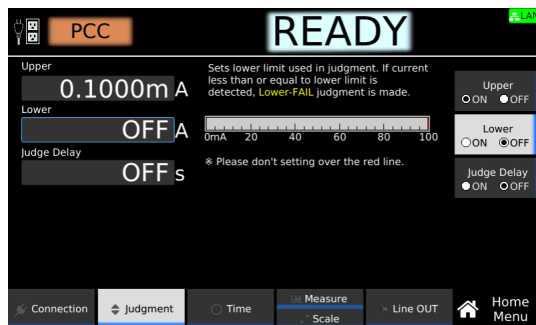 PCC
READY
LAN
Upper
0.1000m A
Lower
OFF A
Judge Delay
OFF s
Sets lower limit used in judgment. If current
less than or equal to lower limit is
detected, Lower-FAIL judgment is made.
0mA 20 40 60 80 100
※ Please don't setting over the red line.
Upper
ON OFF
Lower
ON OFF
Judge Delay
ON OFF
Connection
Judgment
Time
Measure
Scale
Line OUT
Home
Menu